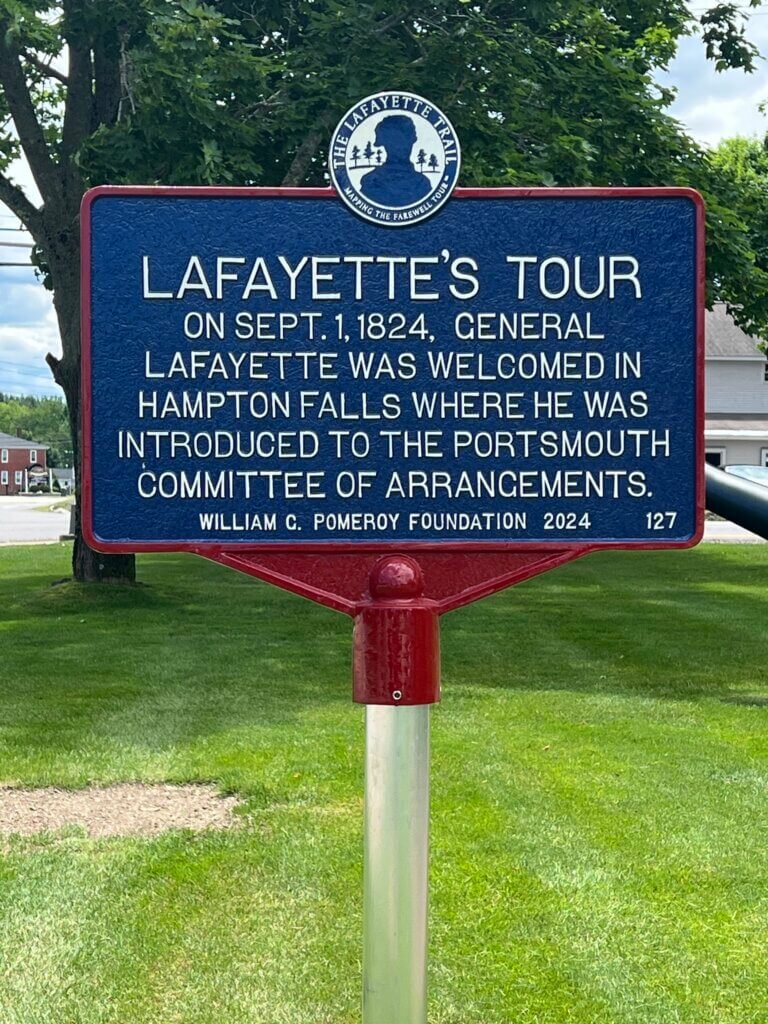 THE LAFAYETTE TRAIL
MAPPING THE FAREWELL TOUR
LAFAYETTE'S TOUR
ON SEPT. 1, 1824, GENERAL
LAFAYETTE WAS WELCOMED IN
HAMPTON FALLS WHERE HE WAS
INTRODUCED TO THE PORTSMOUTH
COMMITTEE OF ARRANGEMENTS.
WILLIAM G. POMEROY FOUNDATION 2024 127